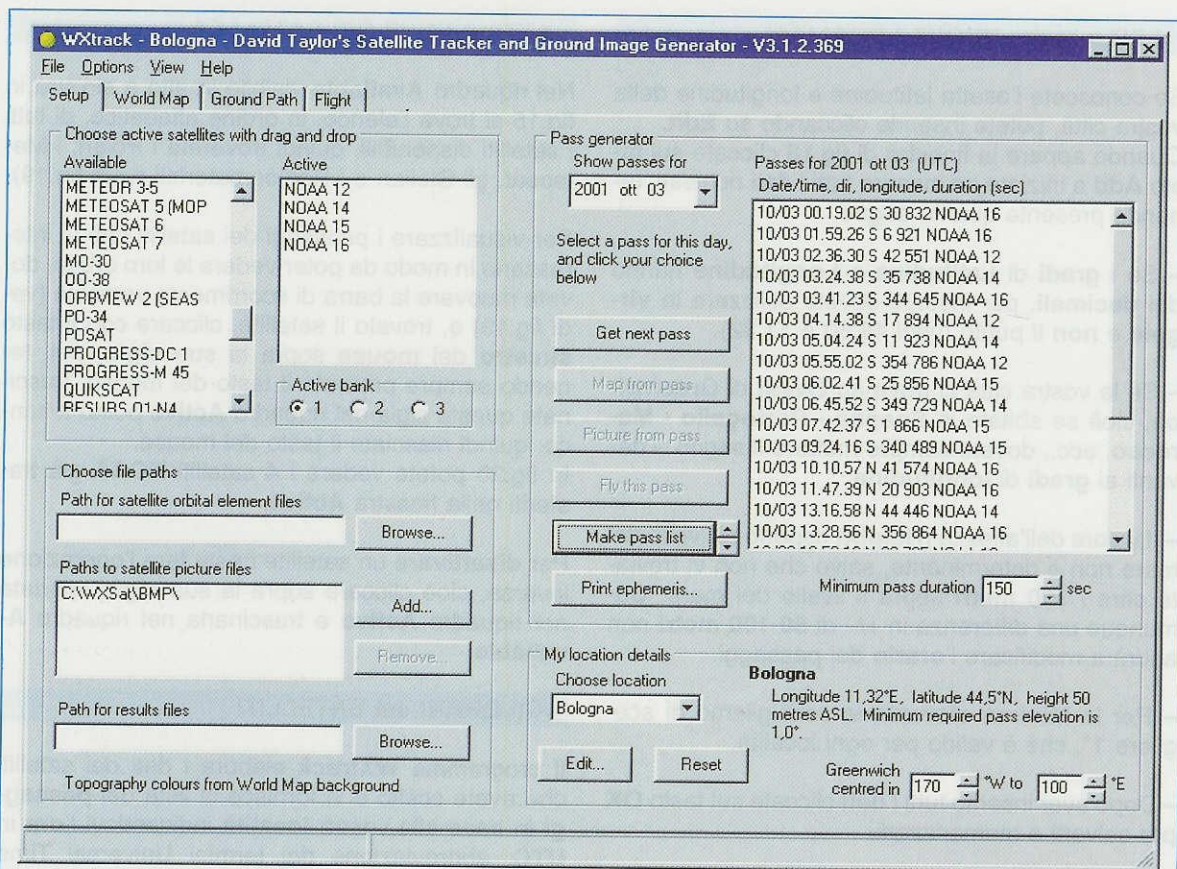 WXtrack - Bologna - David Taylor's Satellite Tracker and Ground Image Generator - V3.1.2.369
File Options View Help
Setup World Map Ground Path Flight
Choose active satellites with drag and drop
Available
METEOR 3-5
METEOSAT 5 (MOP
METEOSAT 6
METEOSAT 7
MO-30
OO-38
ORBVIEW 2 (SEAS
PO-34
POSAT
PROGRESS-DC 1
PROGRESS-M 45
QUIKSCAT
RESURS 01-N4
Active
NOAA 12
NOAA 14
NOAA 15
NOAA 16
Active bank
1 2 3
Choose file paths
Path for satellite orbital element files
Browse...
Paths to satellite picture files
C:\WXSat\BMP\
Add...
Remove...
Path for results files
Browse...
Topography colours from World Map background
Pass generator
Show passes for
2001 ott 03
Select a pass for this day,
and click your choice
below
Get next pass
Map from pass
Picture from pass
Fly this pass
Make pass list
Print ephemeris...
Passes for 2001 ott 03 (UTC)
Date/time, dir, longitude, duration (sec)
10/03 00.19.02 S 30 832 NOAA 16
10/03 01.59.26 S 6 921 NOAA 16
10/03 02.36.30 S 42 551 NOAA 12
10/03 03.24.38 S 35 738 NOAA 14
10/03 03.41.23 S 344 645 NOAA 16
10/03 04.14.38 S 17 894 NOAA 12
10/03 05.04.24 S 11 923 NOAA 14
10/03 05.55.02 S 354 786 NOAA 12
10/03 06.02.41 S 25 856 NOAA 15
10/03 06.45.52 S 349 729 NOAA 14
10/03 07.42.37 S 1 866 NOAA 15
10/03 09.24.16 S 340 489 NOAA 15
10/03 10.10.57 N 41 574 NOAA 16
10/03 11.47.39 N 20 903 NOAA 16
10/03 13.16.58 N 44 446 NOAA 14
10/03 13.28.56 N 356 864 NOAA 16
Minimum pass duration 150 sec
My location details
Choose location
Bologna
Edit...
Reset
Bologna
Longitude 11,32°E, latitude 44,5°N, height 50
metres ASL. Minimum required pass elevation is
1,0°.
Greenwich
centred in 170 °W to 100 °E